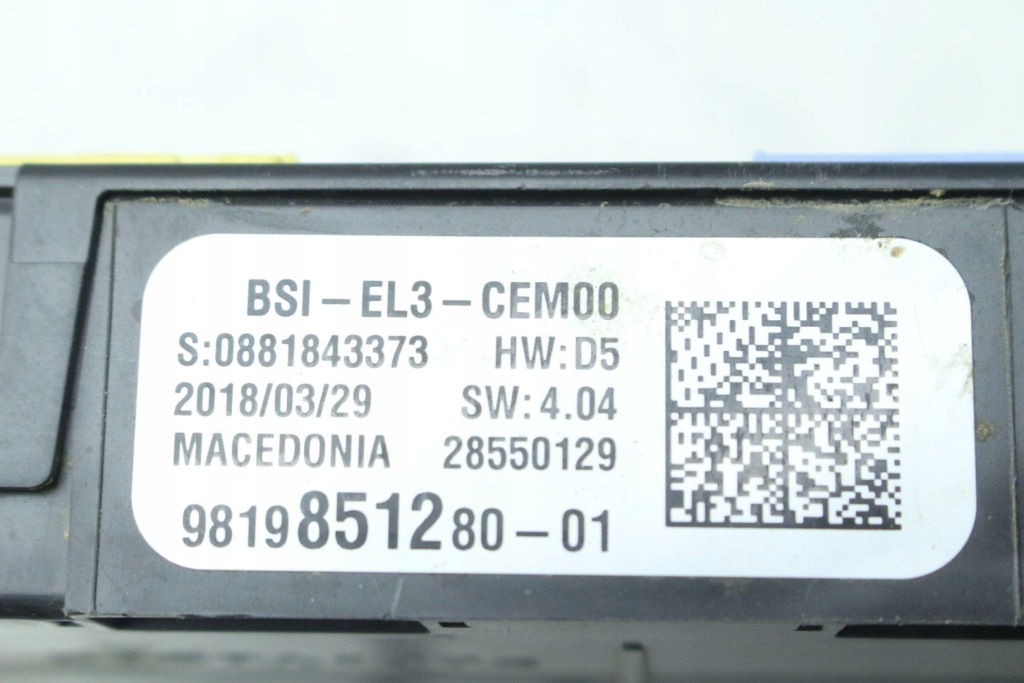 BSI-EL3-CEM00
S:0881843373 HW:D5
2018/03/29 SW:4.04
MACEDONIA 28550129
9819851280-01